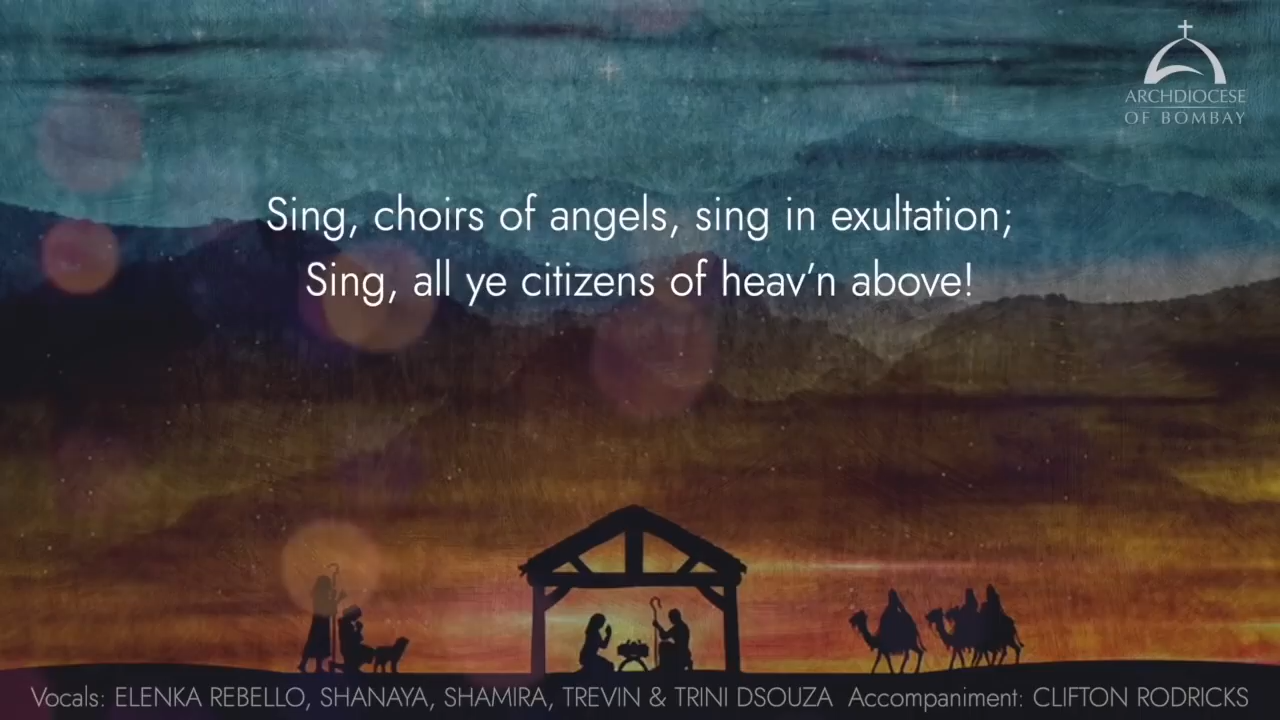 ARCHDIOCESE
OF BOMBAY
Sing, choirs of angels, sing in exultation;
Sing, all ye citizens of heav’n above!
Vocals: ELENKA REBELLO, SHANAYA, SHAMIRA, TREVIN & TRINI DSOUZA Accompaniment: CLIFTON RODRICKS